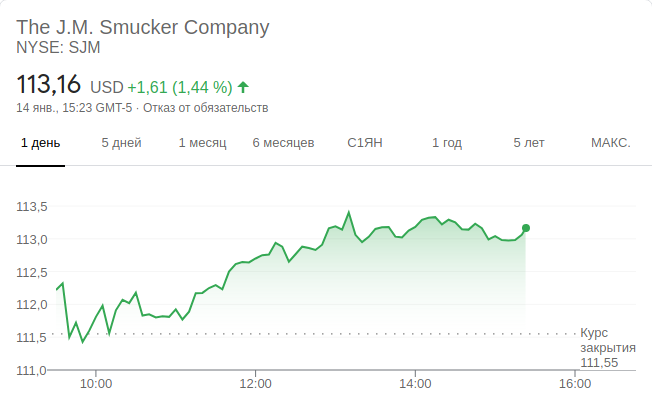 The J.M. Smucker Company
NYSE: SJM
113,16 USD +1,61 (1,44 %)
14 янв., 15:23 GMT-5 · Отказ от обязательств
1 день 5 дней 1 месяц 6 месяцев С1ЯН 1 год 5 лет МАКС.
113,5
113,0
112,5
112,0
111,5
111,0
Курс
закрытия
111,55
10:00 12:00 14:00 16:00